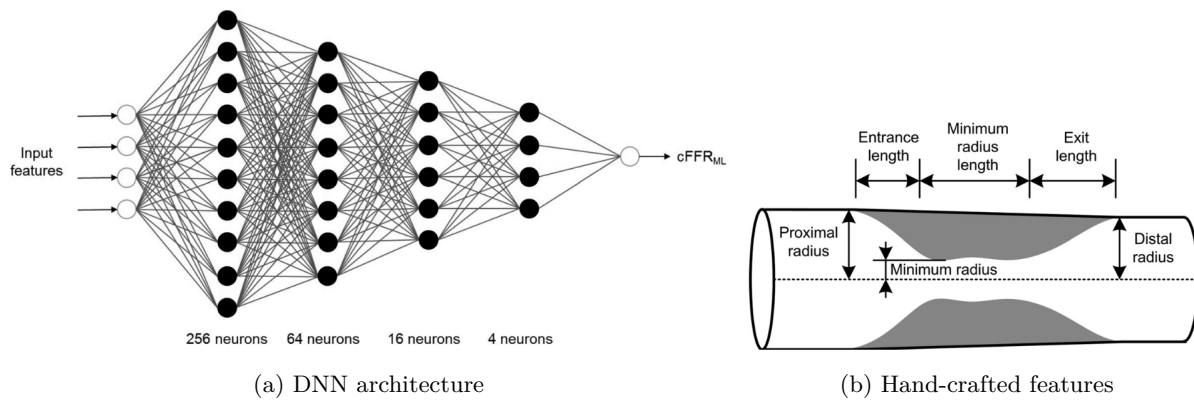 Input
features
cFFRML
256 neurons
64 neurons
16 neurons
4 neurons
(a) DNN architecture
Entrance
length
Minimum
radius
length
Exit
length
Proximal
radius
Minimum radius
Distal
radius
(b) Hand-crafted features